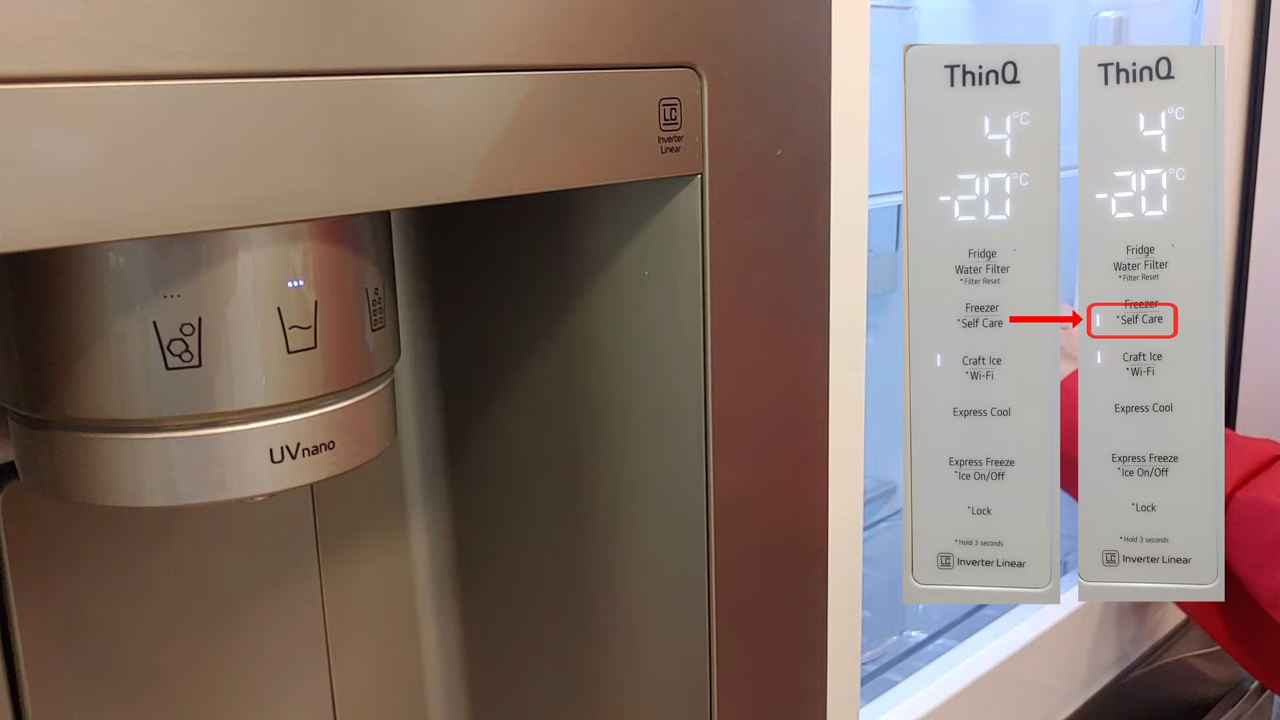 LC
Inverter
Linear
UVnano
ThinQ
4°C
-20°C
Fridge
Water Filter
*Filter Reset
Freezer
*Self Care
Craft Ice
*Wi-Fi
Express Cool
Express Freeze
*Ice On/Off
*Lock
*Hold 3 seconds
LC Inverter Linear
ThinQ
4°C
-20°C
Fridge
Water Filter
*Filter Reset
Freezer
*Self Care
Craft Ice
*Wi-Fi
Express Cool
Express Freeze
*Ice On/Off
*Lock
*Hold 3 seconds
LC Inverter Linear